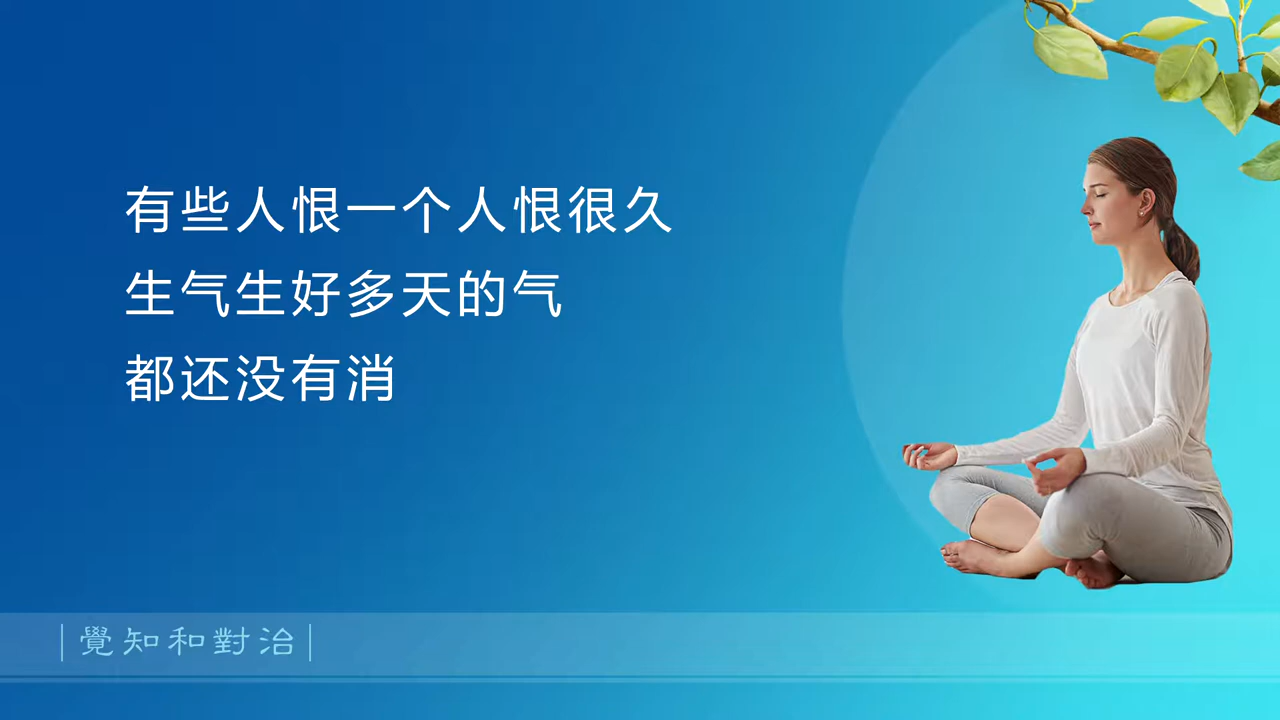 有些人恨一个人恨很久
生气生好多天的气
都还没有消
覺知和對治